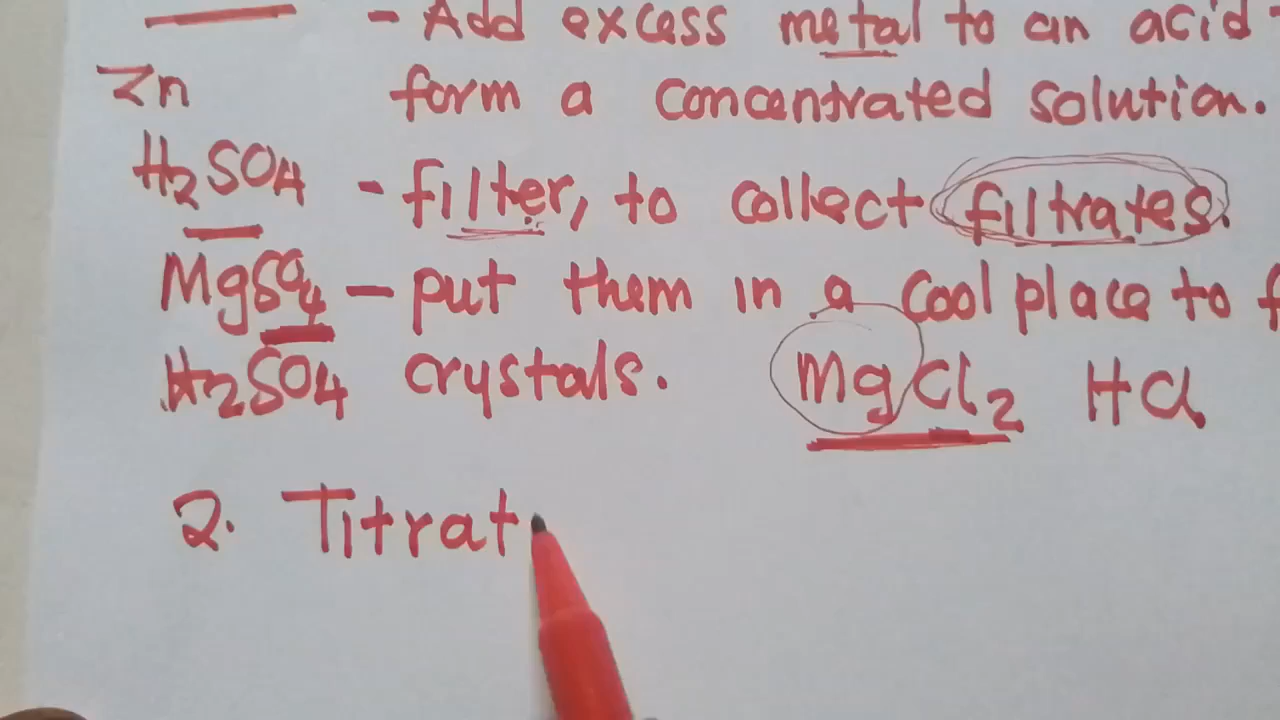 - Add excess metal to an acid
Zn form a concentrated solution.
H2SO4 - filter, to collect filtrates.
MgSO4 - put them in a cool place to f
H2SO4 crystals. MgCl2 HCl
2. Titrat